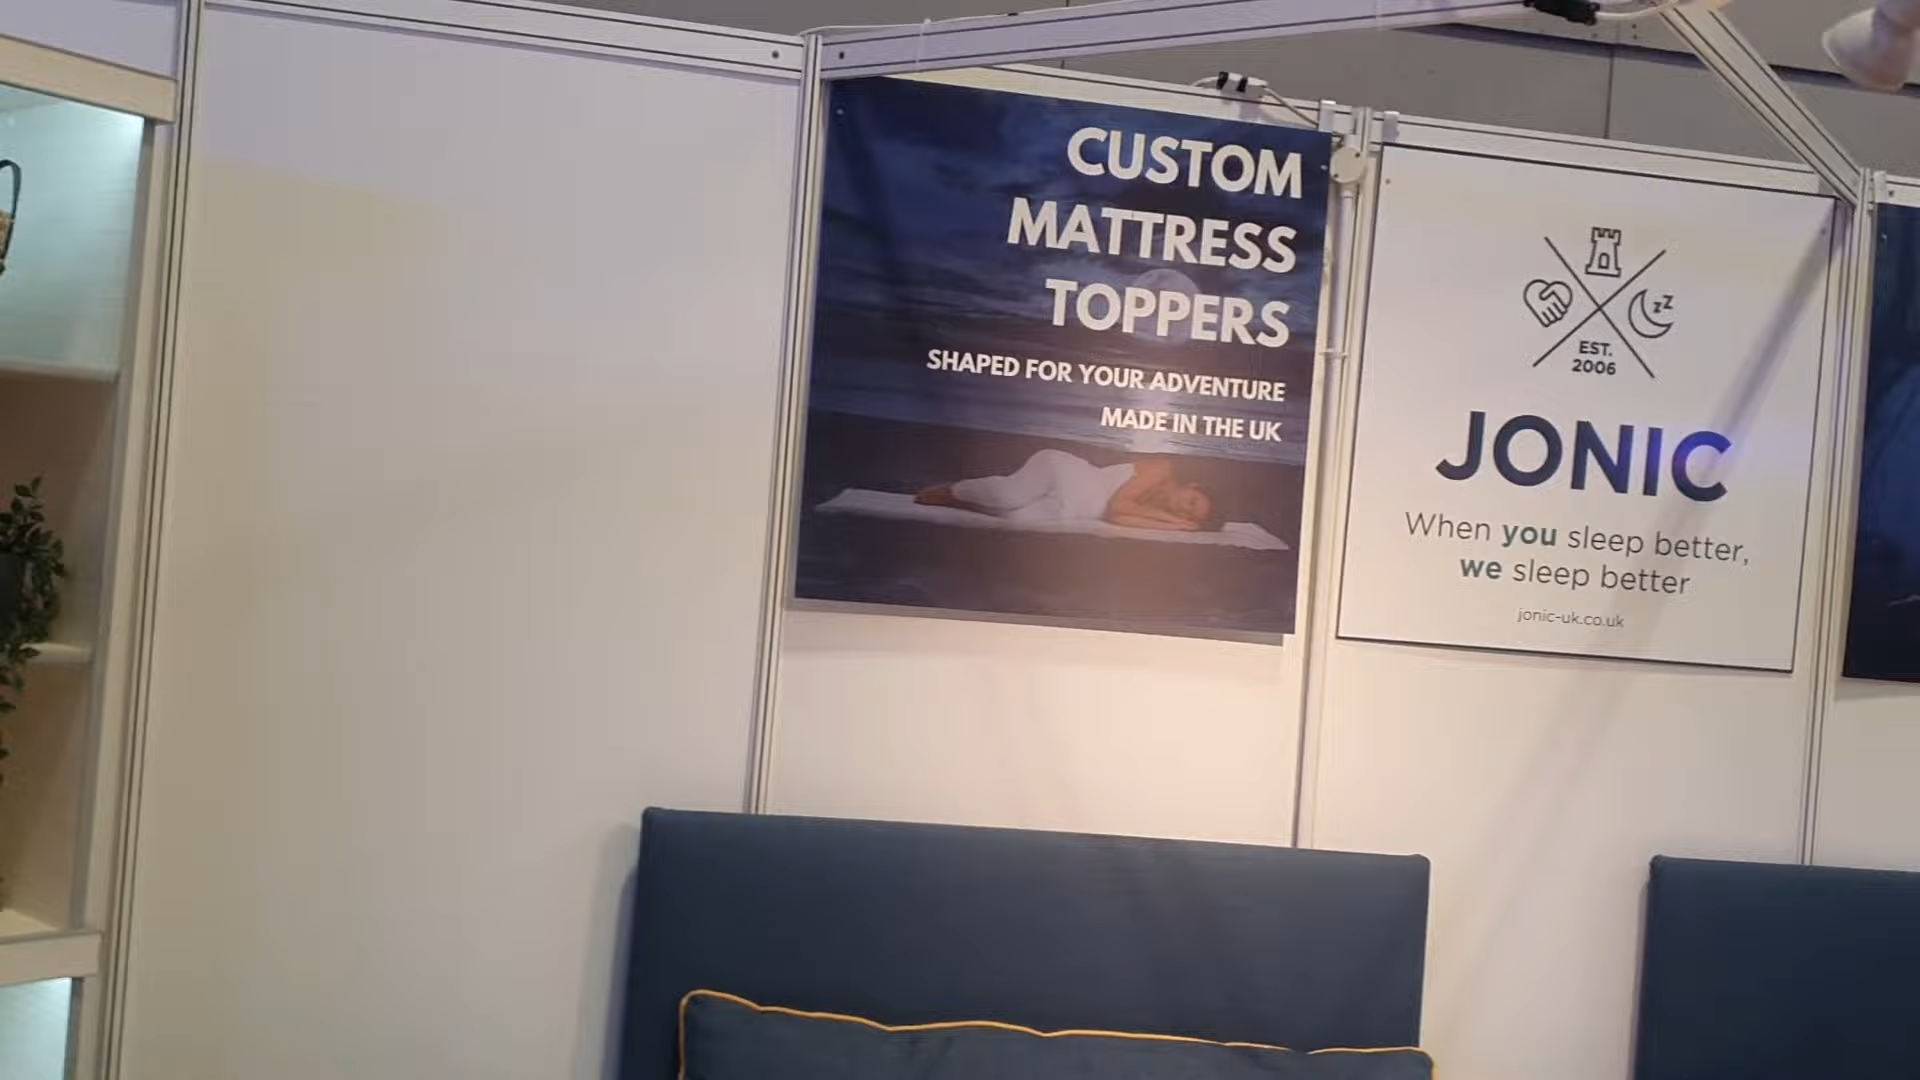 CUSTOM
MATTRESS
TOPPERS
SHAPED FOR YOUR ADVENTURE
MADE IN THE UK
zZ
EST.
2006
JONIC
When you sleep better,
we sleep better
jonic-uk.co.uk